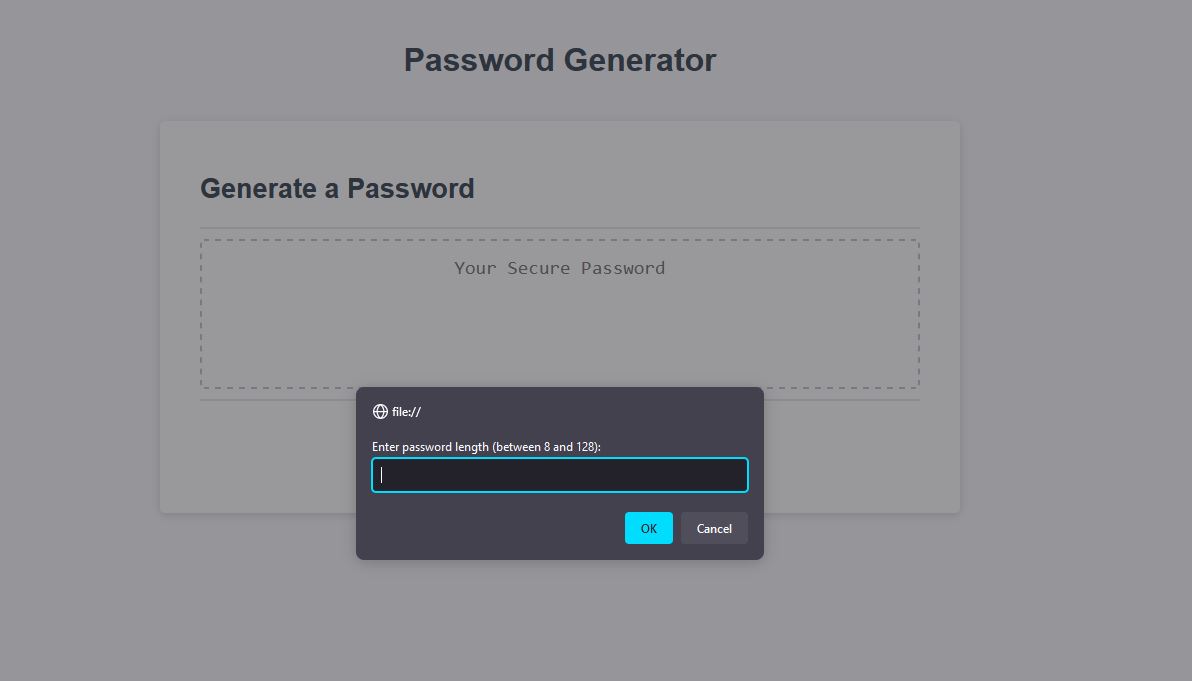 Password Generator
Generate a Password
Your Secure Password
file://
Enter password length (between 8 and 128):
OK
Cancel